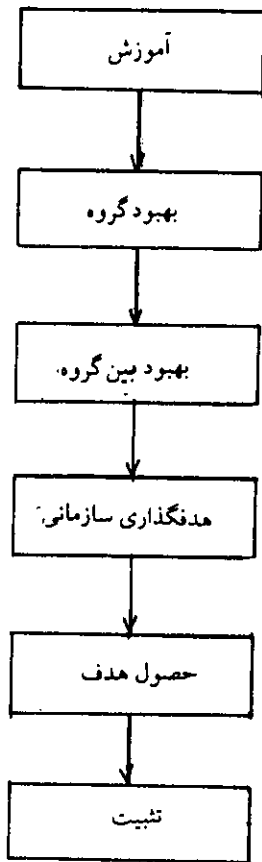 آموزش
بهبود گروه
بهبود بین گروه
هدفگذاری سازمانی
حصول هدف
تثبیت